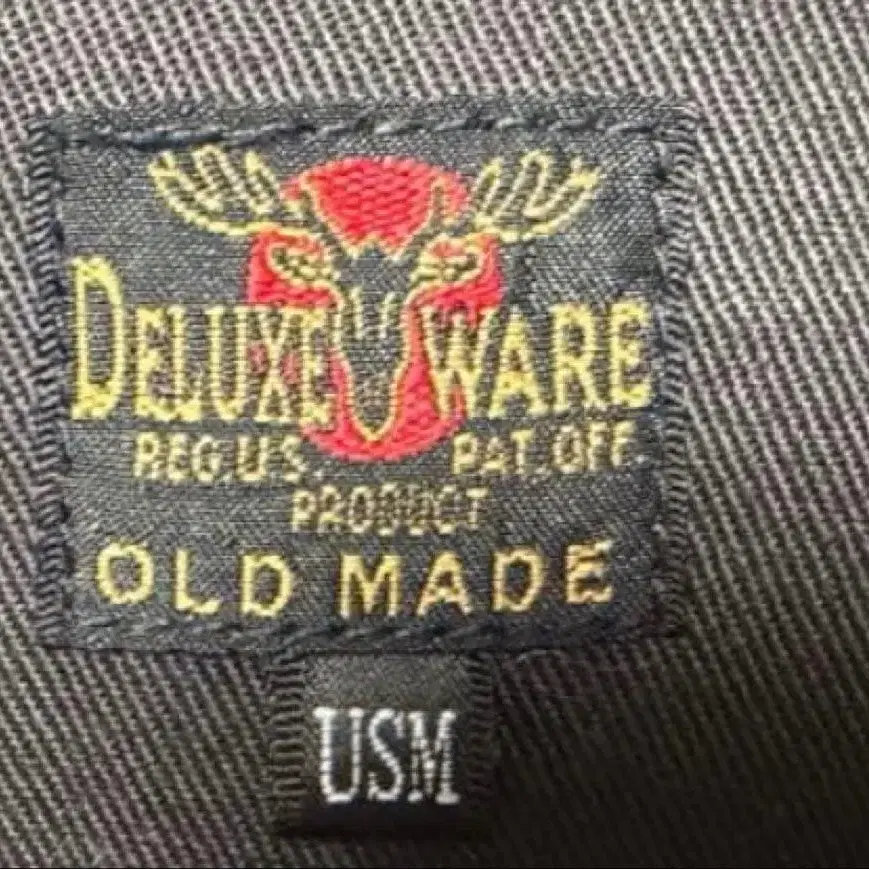 DELUXE WARE
REG.U.S. PAT.OFF.
PRODUCT
OLD MADE
USM